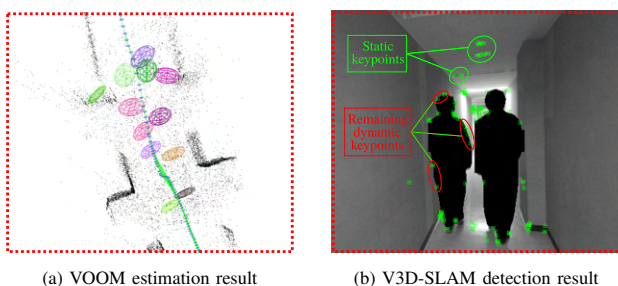 Static
keypoints
Remaining
dynamic
keypoints
(a) VOOM estimation result
(b) V3D-SLAM detection result